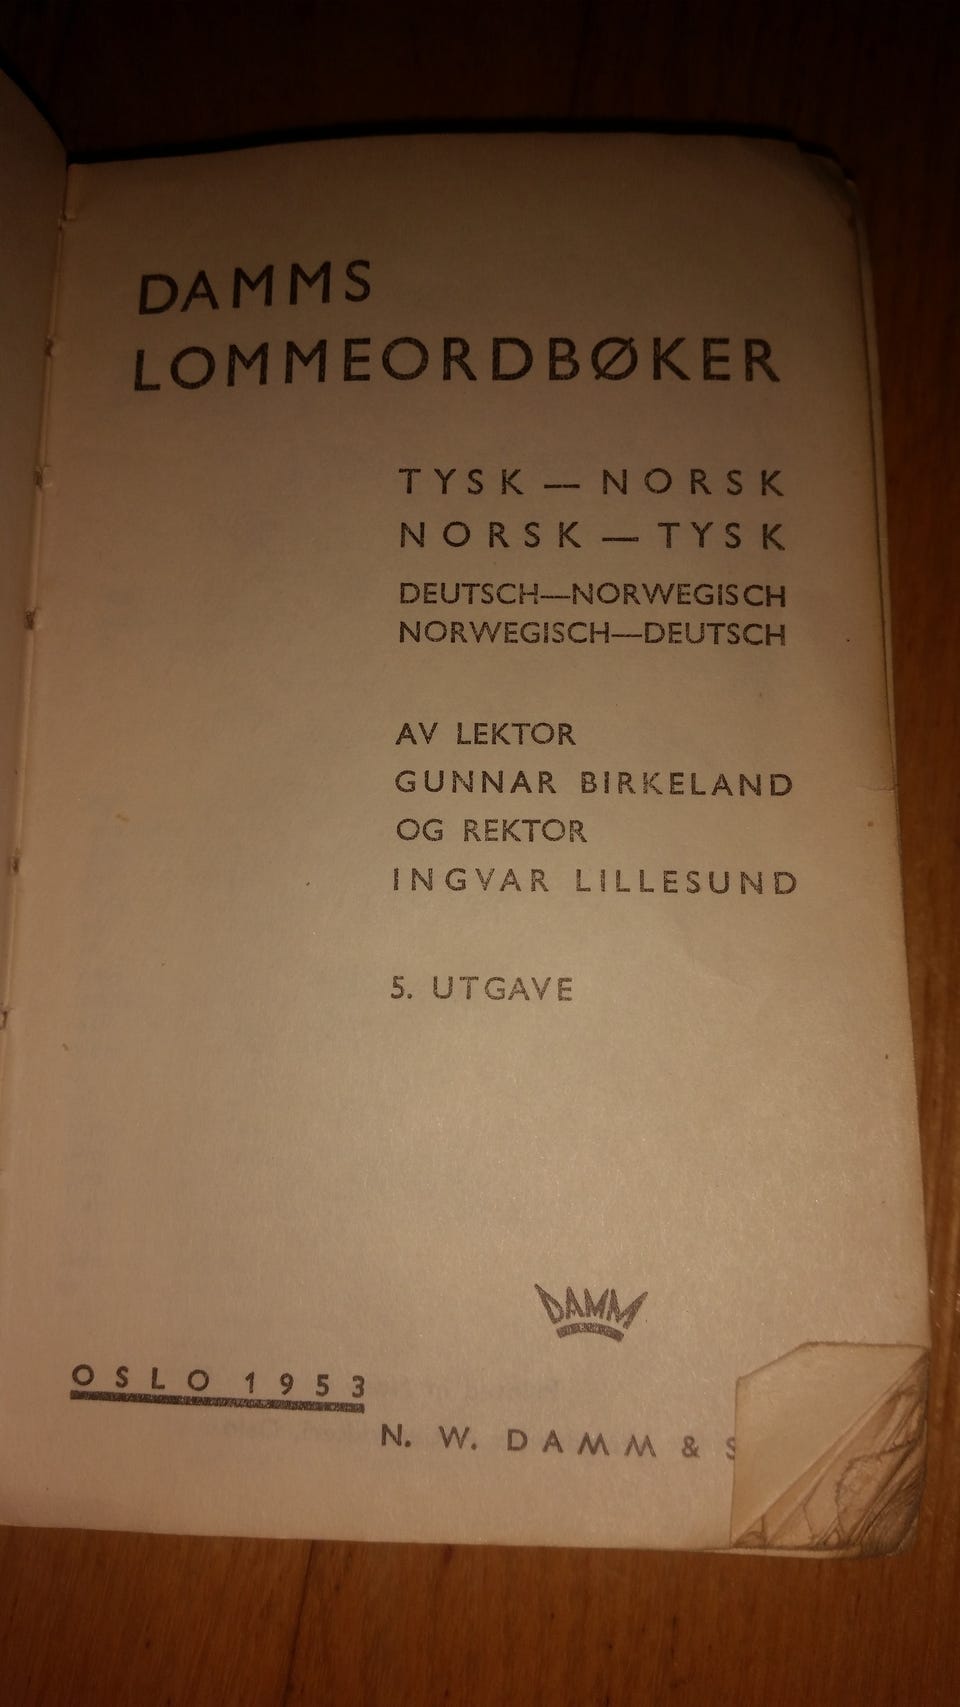 DAMMS
LOMMEORDBØKER
TYSK — NORSK
NORSK — TYSK
DEUTSCH—NORWEGISCH
NORWEGISCH—DEUTSCH
AV LEKTOR
GUNNAR BIRKELAND
OG REKTOR
INGVAR LILLESUND
5. UTGAVE
DAMM
OSLO 1953
N. W. DAMM & S